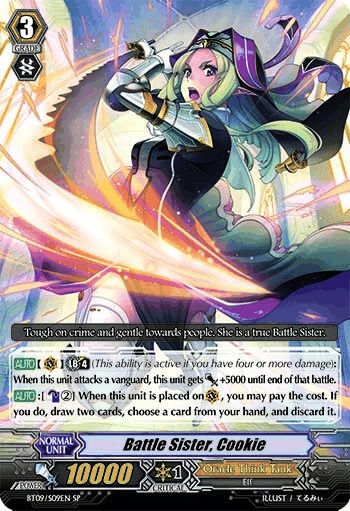 3
GRADE
Tough on crime and gentle towards people. She is a true Battle Sister.
AUTO [ ] LB4 (This ability is active if you have four or more damage):
When this unit attacks a vanguard, this unit gets +5000 until end of that battle.
AUTO :[ ②] When this unit is placed on , you may pay the cost. If
you do, draw two cards, choose a card from your hand, and discard it.
NORMAL UNIT
Battle Sister, Cookie
POWER 10000
1 CRITICAL
Oracle Think Tank
Elf
BT09/S09EN SP
ILLUST / てるみぃ